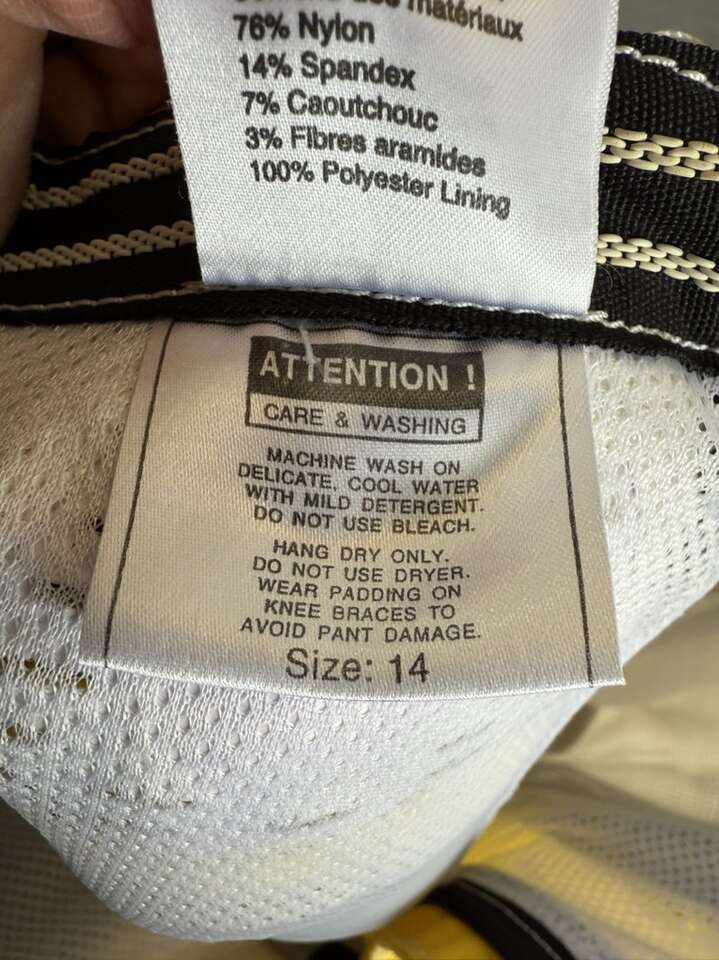 matériaux
76% Nylon
14% Spandex
7% Caoutchouc
3% Fibres aramides
100% Polyester Lining
ATTENTION !
CARE & WASHING
MACHINE WASH ON
DELICATE, COOL WATER
WITH MILD DETERGENT.
DO NOT USE BLEACH.
HANG DRY ONLY.
DO NOT USE DRYER.
WEAR PADDING ON
KNEE BRACES TO
AVOID PANT DAMAGE.
Size: 14